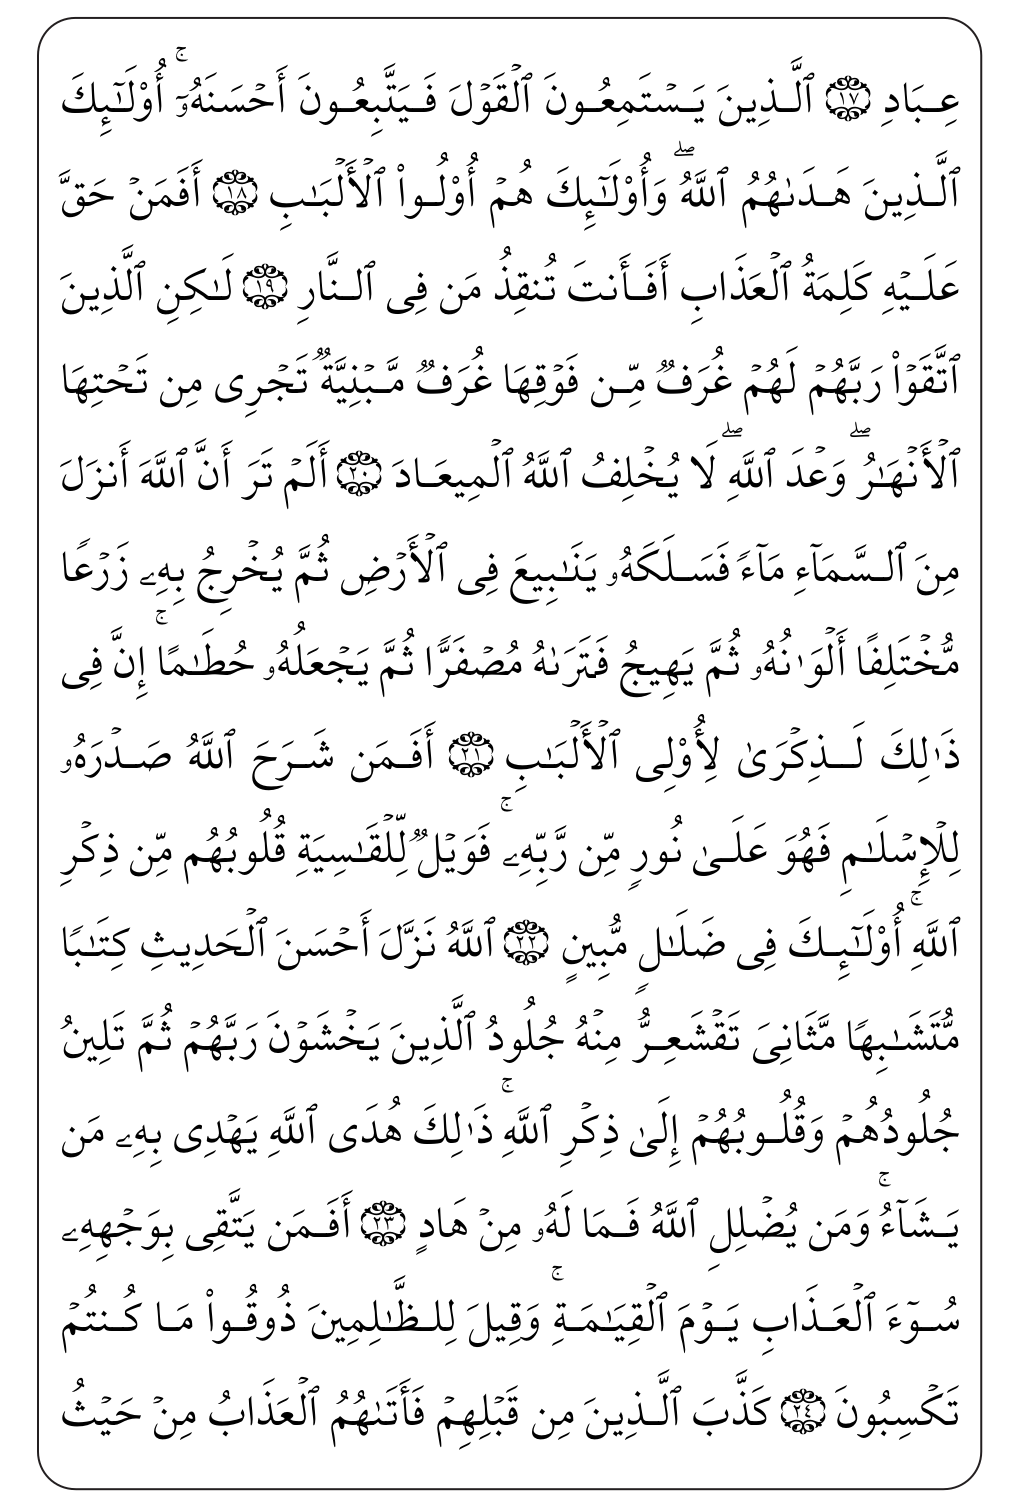 عِبَادِ ۝١٧ ٱلَّذِينَ يَسۡتَمِعُونَ ٱلۡقَوۡلَ فَيَتَّبِعُونَ أَحۡسَنَهُۥٓۚ أُوْلَـٰٓئِكَ
ٱلَّذِينَ هَدَىٰهُمُ ٱللَّهُۖ وَأُوْلَـٰٓئِكَ هُمۡ أُوْلُواْ ٱلۡأَلۡبَـٰبِ ۝١٨ أَفَمَنۡ حَقَّ
عَلَيۡهِ كَلِمَةُ ٱلۡعَذَابِ أَفَأَنتَ تُنقِذُ مَن فِى ٱلنَّارِ ۝١٩ لَـٰكِنِ ٱلَّذِينَ
ٱتَّقَوۡاْ رَبَّهُمۡ لَهُمۡ غُرَفٌ مِّن فَوۡقِهَا غُرَفٌ مَّبۡنِيَّةٌ تَجۡرِى مِن تَحۡتِهَا
ٱلۡأَنۡهَـٰرُۖ وَعۡدَ ٱللَّهِۖ لَا يُخۡلِفُ ٱللَّهُ ٱلۡمِيعَادَ ۝٢٠ أَلَمۡ تَرَ أَنَّ ٱللَّهَ أَنزَلَ
مِنَ ٱلسَّمَآءِ مَآءً فَسَلَكَهُۥ يَنَـٰبِيعَ فِى ٱلۡأَرۡضِ ثُمَّ يُخۡرِجُ بِهِۦ زَرۡعًا
مُّخۡتَلِفًا أَلۡوَٰنُهُۥ ثُمَّ يَهِيجُ فَتَرَىٰهُ مُصۡفَرًّا ثُمَّ يَجۡعَلُهُۥ حُطَـٰمًاۚ إِنَّ فِى
ذَٰلِكَ لَذِكۡرَىٰ لِأُوْلِى ٱلۡأَلۡبَـٰبِ ۝٢١ أَفَمَن شَرَحَ ٱللَّهُ صَدۡرَهُۥ
لِلۡإِسۡلَـٰمِ فَهُوَ عَلَىٰ نُورٍ مِّن رَّبِّهِۦۚ فَوَيۡلٌ لِّلۡقَـٰسِيَةِ قُلُوبُهُم مِّن ذِكۡرِ
ٱللَّهِۚ أُوْلَـٰٓئِكَ فِى ضَلَـٰلٍ مُّبِينٍ ۝٢٢ ٱللَّهُ نَزَّلَ أَحۡسَنَ ٱلۡحَدِيثِ كِتَـٰبًا
مُّتَشَـٰبِهًا مَّثَانِىَ تَقۡشَعِرُّ مِنۡهُ جُلُودُ ٱلَّذِينَ يَخۡشَوۡنَ رَبَّهُمۡ ثُمَّ تَلِينُ
جُلُودُهُمۡ وَقُلُوبُهُمۡ إِلَىٰ ذِكۡرِ ٱللَّهِۚ ذَٰلِكَ هُدَى ٱللَّهِ يَهۡدِى بِهِۦ مَن
يَشَآءُۚ وَمَن يُضۡلِلِ ٱللَّهُ فَمَا لَهُۥ مِنۡ هَادٍ ۝٢٣ أَفَمَن يَتَّقِى بِوَجۡهِهِۦ
سُوٓءَ ٱلۡعَذَابِ يَوۡمَ ٱلۡقِيَـٰمَةِۚ وَقِيلَ لِلظَّـٰلِمِينَ ذُوقُواْ مَا كُنتُمۡ
تَكۡسِبُونَ ۝٢٤ كَذَّبَ ٱلَّذِينَ مِن قَبۡلِهِمۡ فَأَتَىٰهُمُ ٱلۡعَذَابُ مِنۡ حَيۡثُ